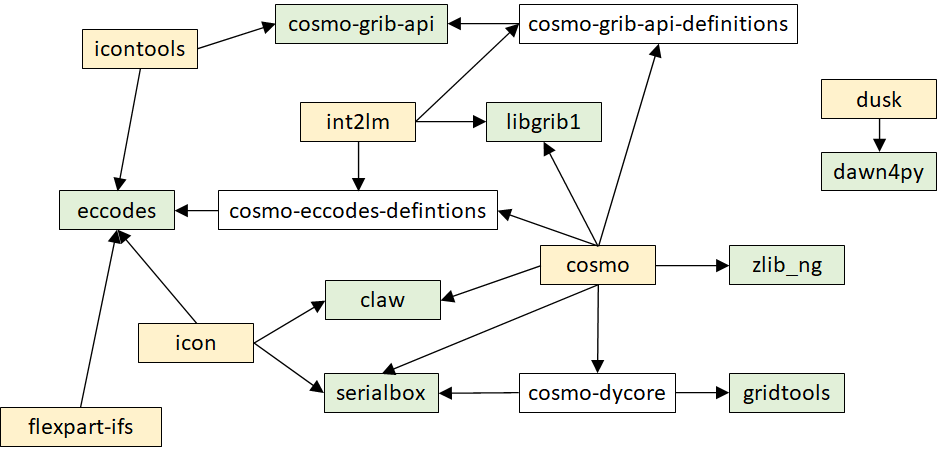 cosmo-grib-api
cosmo-grib-api-definitions
icontools
dusk
int2lm
libgrib1
dawn4py
eccodes
cosmo-eccodes-defintions
cosmo
zlib_ng
claw
icon
serialbox
cosmo-dycore
gridtools
flexpart-ifs